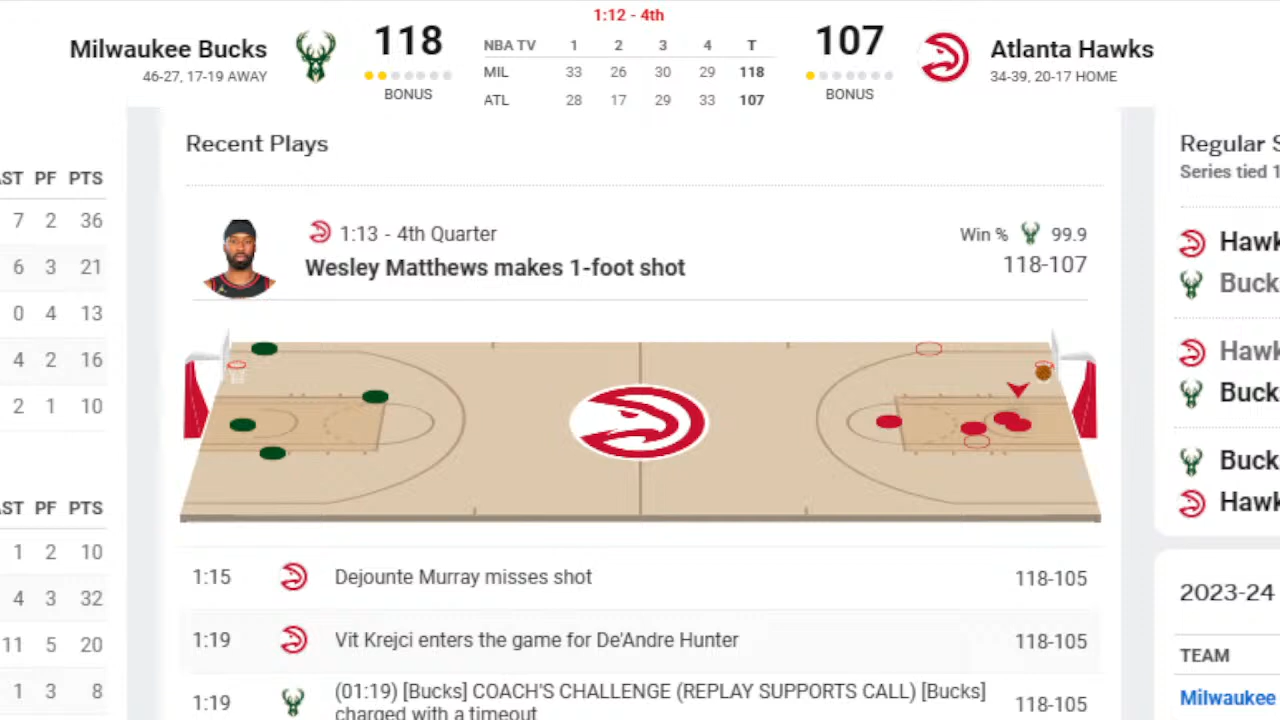 1:12 - 4th
Milwaukee Bucks
46-27, 17-19 AWAY
118
BONUS
NBA TV 1 2 3 4 T
MIL 33 26 30 29 118
ATL 28 17 29 33 107
107
BONUS
Atlanta Hawks
34-39, 20-17 HOME
AST PF PTS
7 2 36
6 3 21
0 4 13
4 2 16
2 1 10
AST PF PTS
1 2 10
4 3 32
11 5 20
1 3 8
Recent Plays
1:13 - 4th Quarter
Wesley Matthews makes 1-foot shot
Win % 99.9
118-107
1:15 Dejounte Murray misses shot 118-105
1:19 Vit Krejci enters the game for De'Andre Hunter 118-105
1:19 (01:19) [Bucks] COACH'S CHALLENGE (REPLAY SUPPORTS CALL) [Bucks] 118-105
charged with a timeout
Regular S
Series tied 1
Hawk
Buck
Hawk
Buck
Buck
Hawk
2023-24
TEAM
Milwaukee